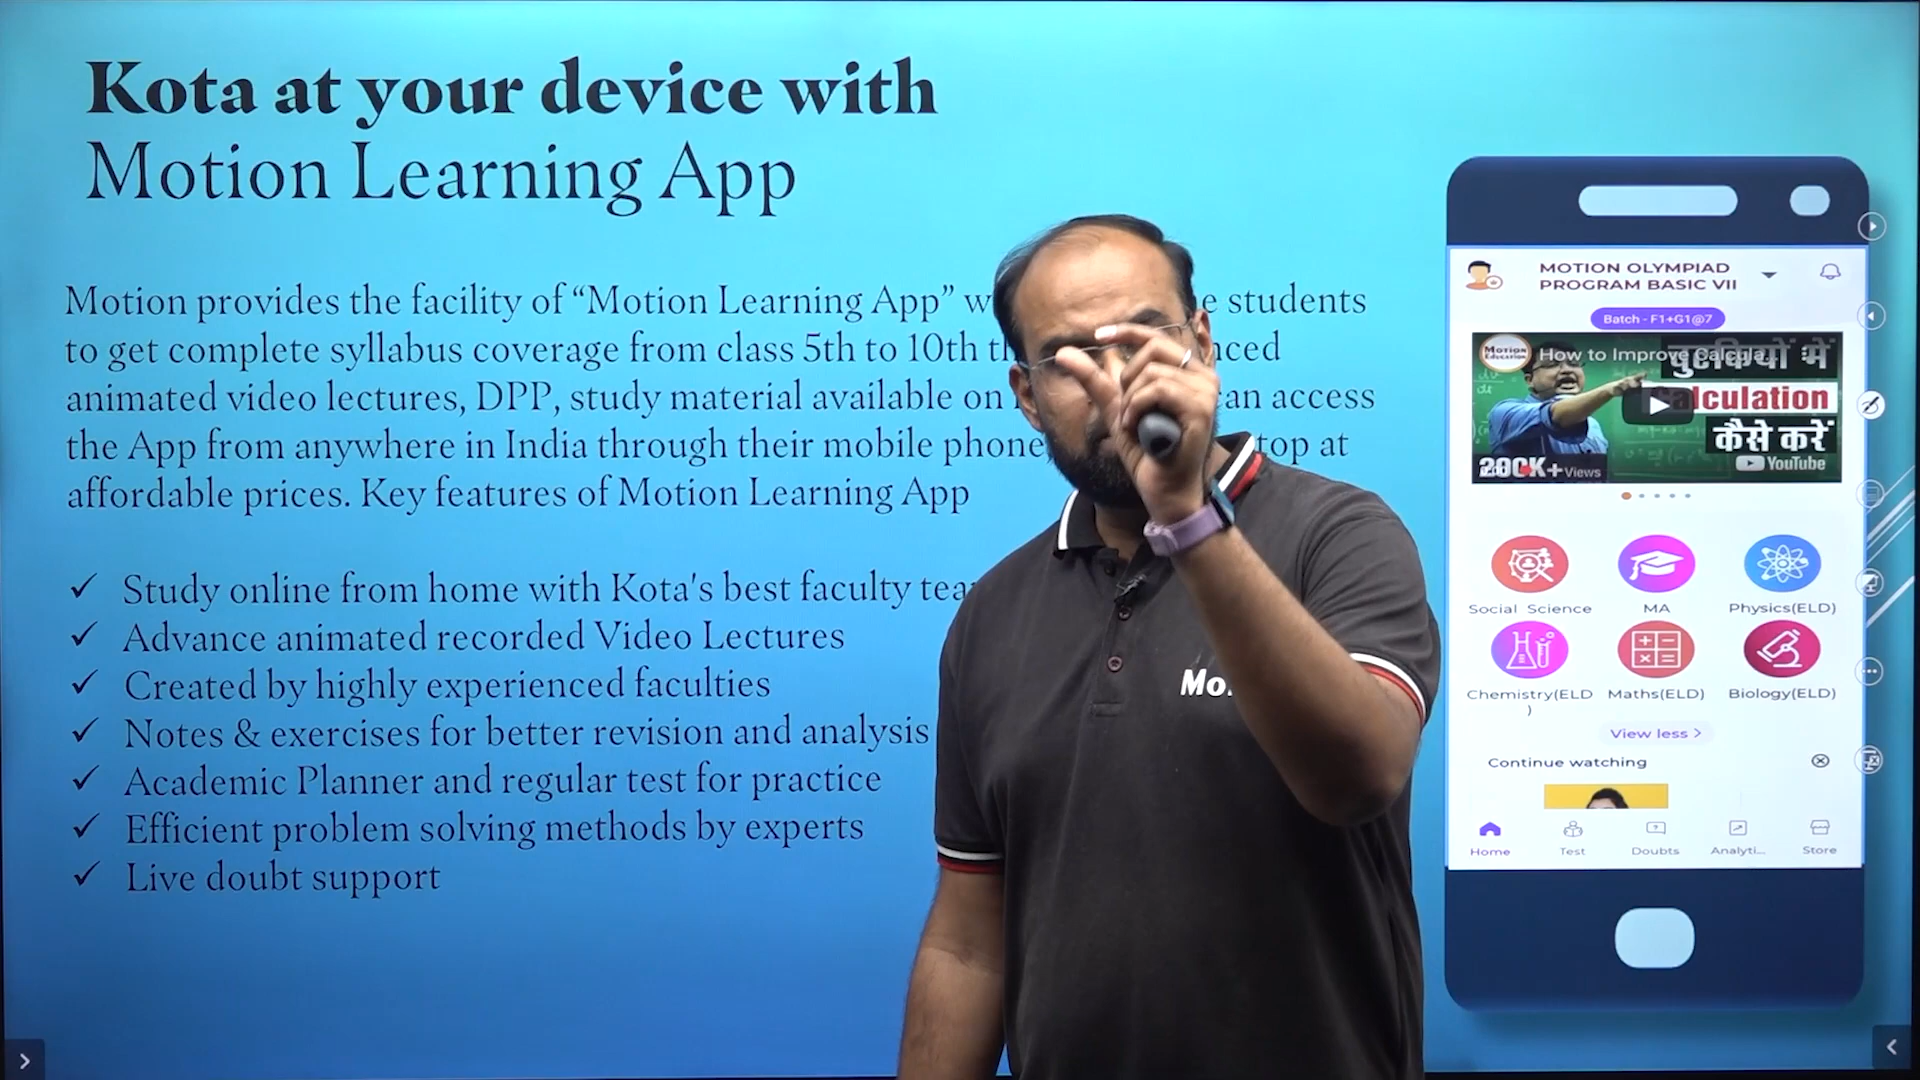 Kota at your device with
Motion Learning App
Motion provides the facility of “Motion Learning App” students
to get complete syllabus coverage from class 5th to 10th
animated video lectures, DPP, study material available on access
the App from anywhere in India through their mobile phone at
affordable prices. Key features of Motion Learning App
✓ Study online from home with Kota's best faculty
✓ Advance animated recorded Video Lectures
✓ Created by highly experienced faculties
✓ Notes & exercises for better revision and analysis
✓ Academic Planner and regular test for practice
✓ Efficient problem solving methods by experts
✓ Live doubt support
MOTION OLYMPIAD
PROGRAM BASIC VII
Batch - F1+G1@7
MOTION
EDUCATION
How to Improve Calcula...
चुटकियों में
कैसे करें
Views
YouTube
Social Science
MA
Physics(ELD)
Chemistry(ELD
)
Maths(ELD)
Biology(ELD)
View less >
Continue watching
Home
Test
Doubts
Analyti...
Store